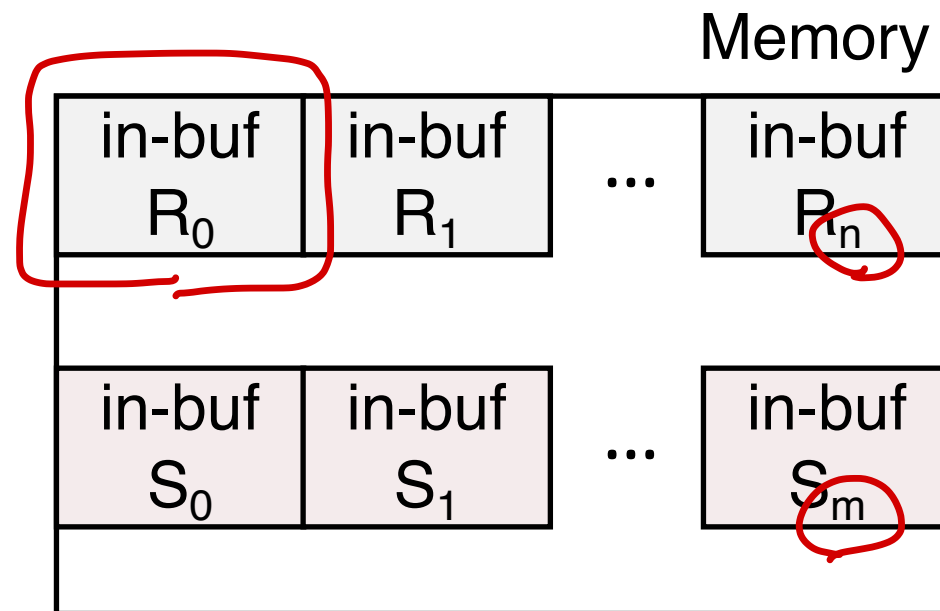 Memory
in-buf in-buf ... in-buf
R₀ R₁ Rₙ
in-buf in-buf ... in-buf
S₀ S₁ Sₘ